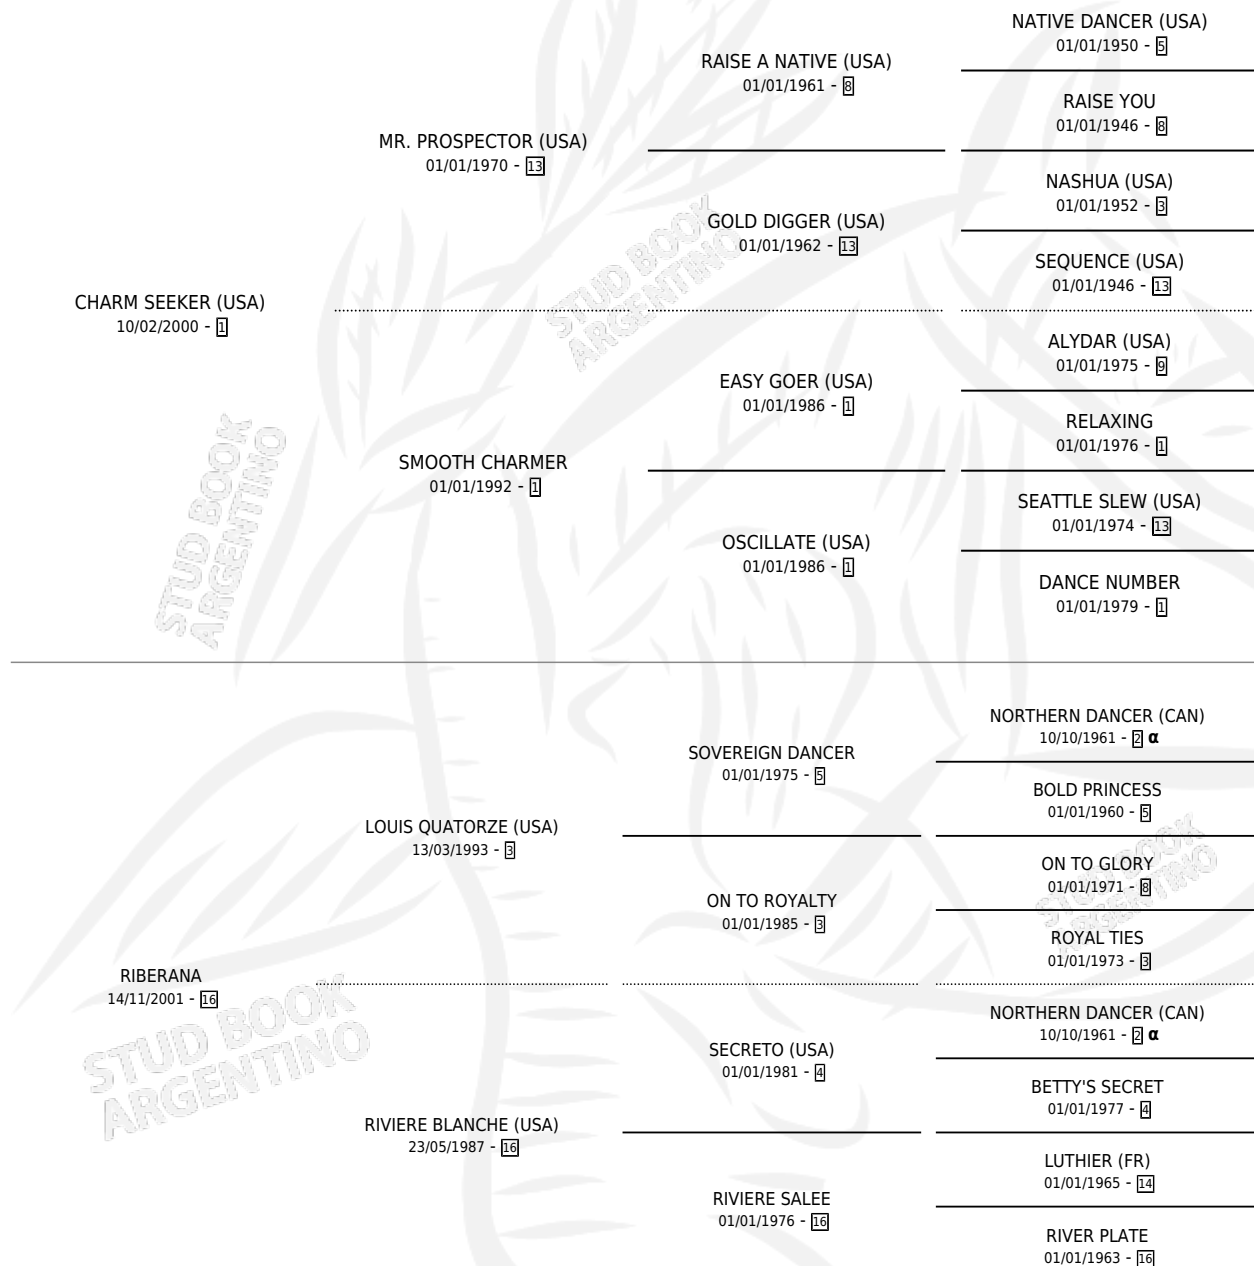 NATIVE DANCER (USA)
01/01/1950 - 5
RAISE A NATIVE (USA)
01/01/1961 - 8
RAISE YOU
01/01/1946 - 8
MR. PROSPECTOR (USA)
01/01/1970 - 13
NASHUA (USA)
01/01/1952 - 3
GOLD DIGGER (USA)
01/01/1962 - 13
SEQUENCE (USA)
01/01/1946 - 13
STUD BOOK
ARGENTINO
CHARM SEEKER (USA)
10/02/2000 - 1
ALYDAR (USA)
01/01/1975 - 9
EASY GOER (USA)
01/01/1986 - 1
RELAXING
01/01/1976 - 1
SMOOTH CHARMER
01/01/1992 - 1
SEATTLE SLEW (USA)
01/01/1974 - 13
OSCILLATE (USA)
01/01/1986 - 1
DANCE NUMBER
01/01/1979 - 1
STUD BOOK
ARGENTINO
NORTHERN DANCER (CAN)
10/10/1961 - 2 α
SOVEREIGN DANCER
01/01/1975 - 5
BOLD PRINCESS
01/01/1960 - 5
LOUIS QUATORZE (USA)
13/03/1993 - 3
ON TO GLORY
01/01/1971 - 8
STUD BOOK
ARGENTINO
ON TO ROYALTY
01/01/1985 - 3
ROYAL TIES
01/01/1973 - 3
RIBERANA
14/11/2001 - 16
STUD BOOK
ARGENTINO
NORTHERN DANCER (CAN)
10/10/1961 - 2 α
SECRETO (USA)
01/01/1981 - 4
BETTY'S SECRET
01/01/1977 - 4
RIVIERE BLANCHE (USA)
23/05/1987 - 16
LUTHIER (FR)
01/01/1965 - 14
RIVIERE SALEE
01/01/1976 - 16
RIVER PLATE
01/01/1963 - 16